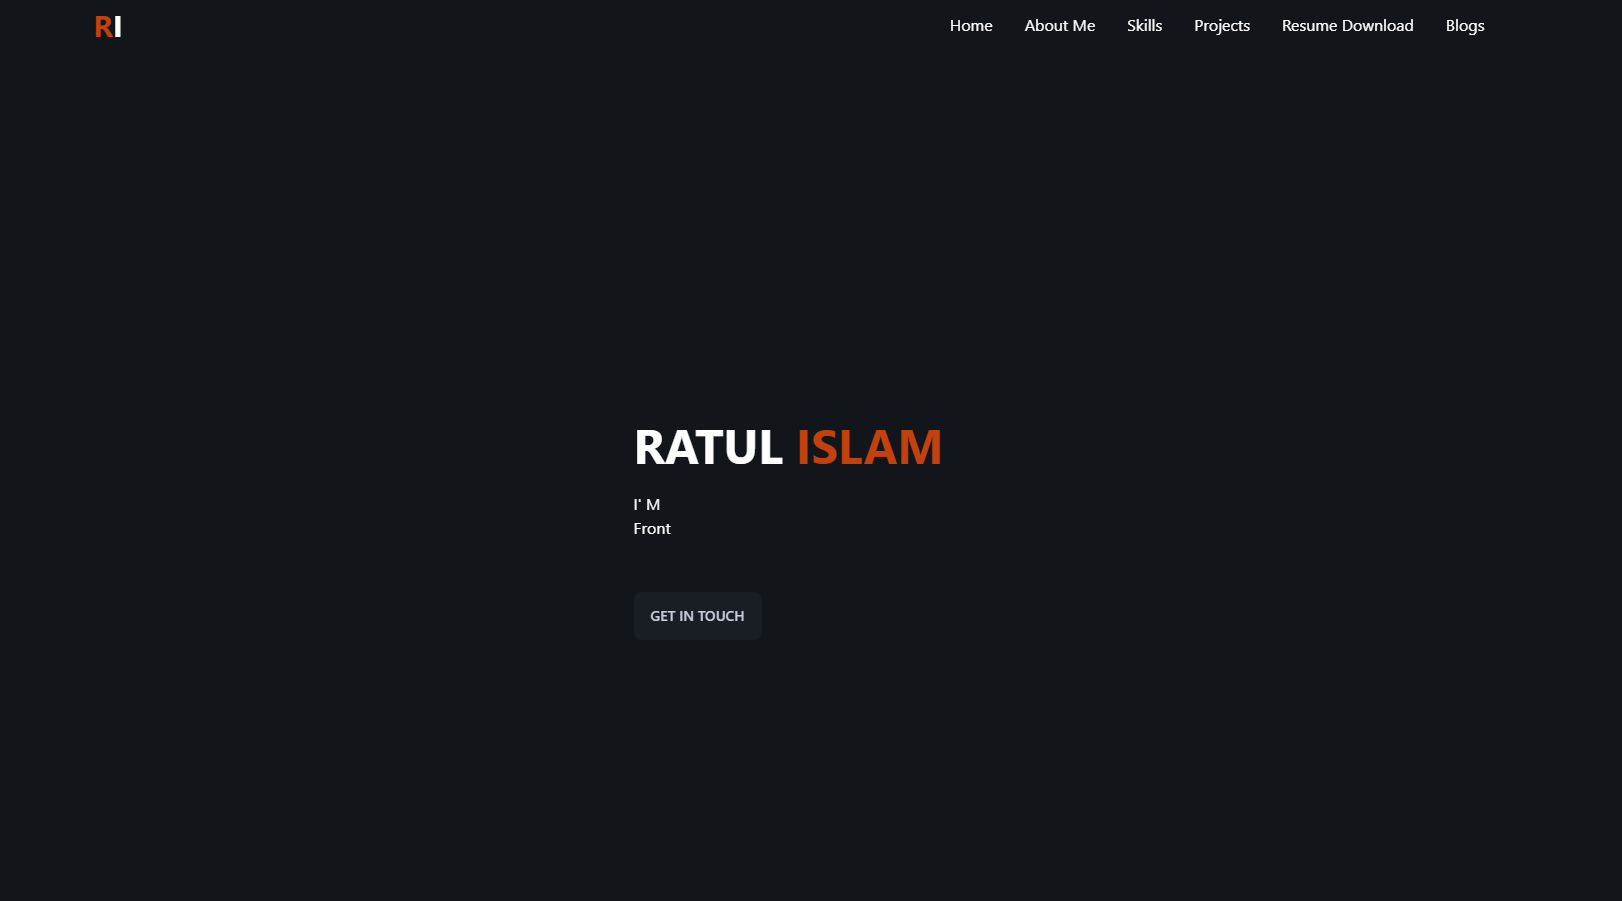 RI
Home About Me Skills Projects Resume Download Blogs
RATUL ISLAM
I' M
Front
GET IN TOUCH